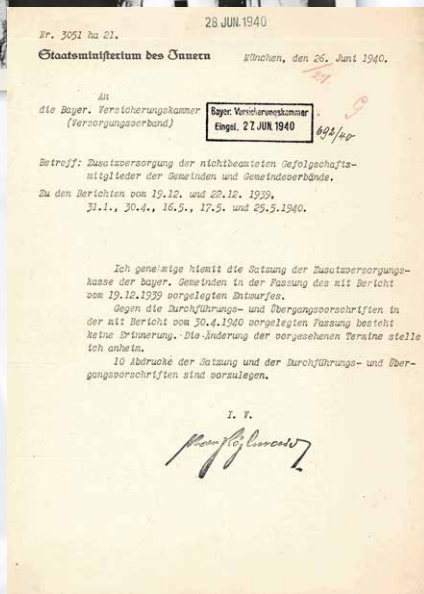 28. JUN. 1940
Nr. 3051 ha 21.
Staatsministerium des Innern
München, den 26. Juni 1940.
An
die Bayer. Versicherungskammer
(Versorgungsverband)
Bayer. Versicherungskammer
Eingel. 27. JUN. 1940
692/40
Betreff: Zusatzversorgung der nichtbeamteten Gefolgschafts-
mitglieder der Gemeinden und Gemeindeverbände.
Zu den Berichten vom 19.12. und 22.12. 1939.
31.1., 30.4., 16.5., 17.5. und 25.5.1940.
Ich genehmige hiemit die Satzung der Zusatzversorgungs-
kasse der bayer. Gemeinden in der Fassung des mit Bericht
vom 19.12.1939 vorgelegten Entwurfes.
Gegen die Durchführungs- und Übergangsvorschriften in
der mit Bericht vom 30.4.1940 vorgelegten Fassung besteht
keine Erinnerung. Die Änderung der vorgesehenen Termine stelle
ich anheim.
10 Abdrucke der Satzung und der Durchführungs- und Über-
gangsvorschriften sind vorzulegen.
I. V.